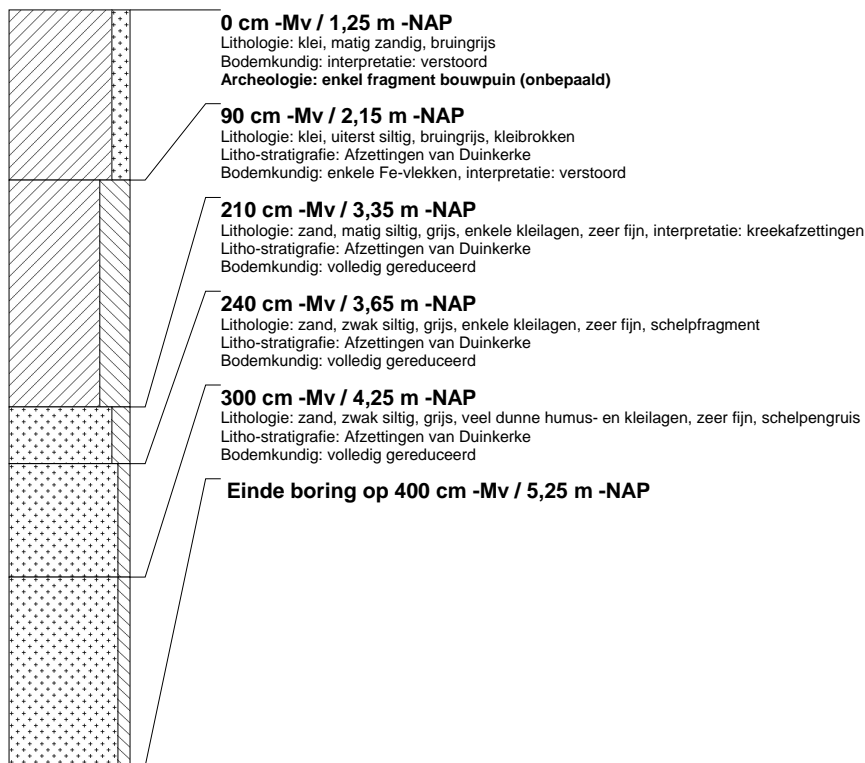 0 cm -Mv / 1,25 m -NAP
Lithologie: klei, matig zandig, bruingrijs
Bodemkundig: interpretatie: verstoord
Archeologie: enkel fragment bouwpuin (onbepaald)
90 cm -Mv / 2,15 m -NAP
Lithologie: klei, uiterst siltig, bruingrijs, kleibrokken
Litho-stratigrafie: Afzettingen van Duinkerke
Bodemkundig: enkele Fe-vlekken, interpretatie: verstoord
210 cm -Mv / 3,35 m -NAP
Lithologie: zand, matig siltig, grijs, enkele kleilagen, zeer fijn, interpretatie: kreekafzettingen
Litho-stratigrafie: Afzettingen van Duinkerke
Bodemkundig: volledig gereduceerd
240 cm -Mv / 3,65 m -NAP
Lithologie: zand, zwak siltig, grijs, enkele kleilagen, zeer fijn, schelpfragment
Litho-stratigrafie: Afzettingen van Duinkerke
Bodemkundig: volledig gereduceerd
300 cm -Mv / 4,25 m -NAP
Lithologie: zand, zwak siltig, grijs, veel dunne humus- en kleilagen, zeer fijn, schelpengruis
Litho-stratigrafie: Afzettingen van Duinkerke
Bodemkundig: volledig gereduceerd
Einde boring op 400 cm -Mv / 5,25 m -NAP